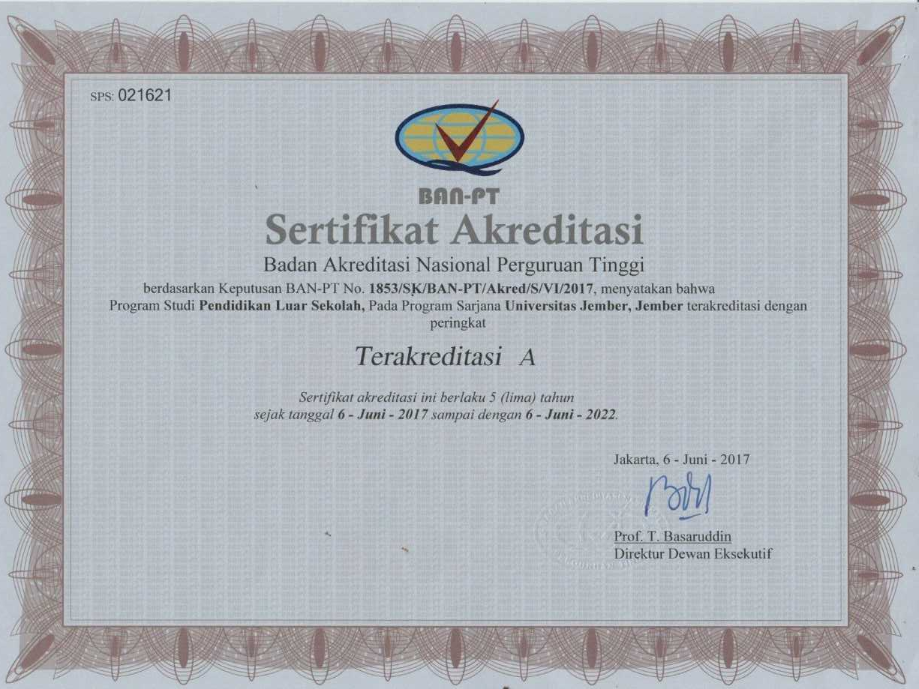 SPS: 021621
BAN-PT
Sertifikat Akreditasi
Badan Akreditasi Nasional Perguruan Tinggi
berdasarkan Keputusan BAN-PT No. 1853/SK/BAN-PT/Akred/S/VI/2017, menyatakan bahwa
Program Studi Pendidikan Luar Sekolah, Pada Program Sarjana Universitas Jember, Jember terakreditasi dengan
peringkat
Terakreditasi A
Sertifikat akreditasi ini berlaku 5 (lima) tahun
sejak tanggal 6 - Juni - 2017 sampai dengan 6 - Juni - 2022.
Jakarta, 6 - Juni - 2017
Prof. T. Basaruddin
Direktur Dewan Eksekutif